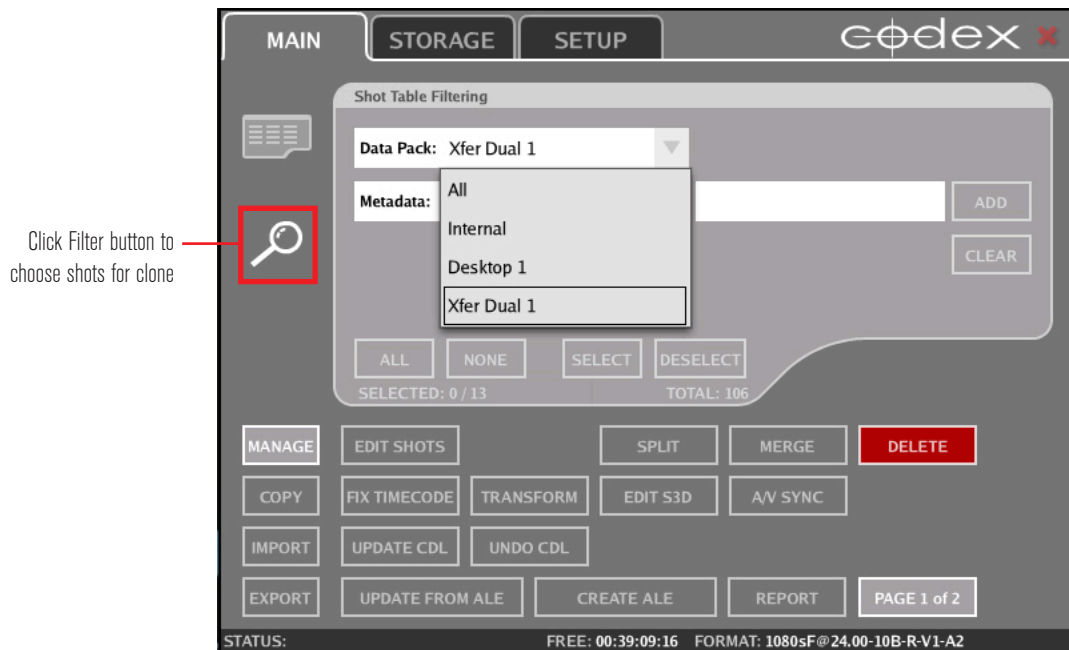 MAIN STORAGE SETUP codex
Shot Table Filtering
Data Pack: Xfer Dual 1
Metadata:
ADD
All
Internal
Desktop 1
Xfer Dual 1
CLEAR
Click Filter button to
choose shots for clone
ALL NONE SELECT DESELECT
SELECTED: 0 / 13 TOTAL: 106
MANAGE EDIT SHOTS SPLIT MERGE DELETE
COPY FIX TIMECODE TRANSFORM EDIT S3D A/V SYNC
IMPORT UPDATE CDL UNDO CDL
EXPORT UPDATE FROM ALE CREATE ALE REPORT PAGE 1 of 2
STATUS: FREE: 00:39:09:16 FORMAT: 1080sF@24.00-10B-R-V1-A2